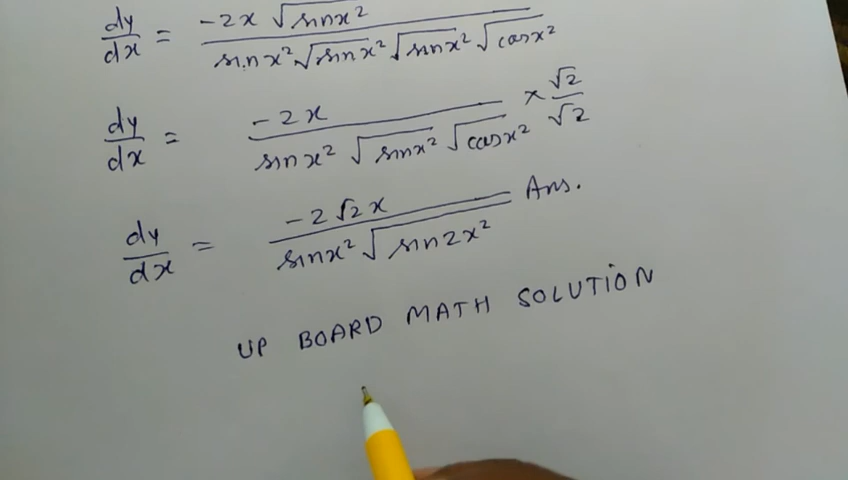 dy/dx = -2x √sinx² / sinx² √sinx² √sinx² √cosx²
dy/dx = -2x / sinx² √sinx² √cosx² × √2/√2
dy/dx = -2√2x / sinx² √sin2x² Ans.
UP BOARD MATH SOLUTION